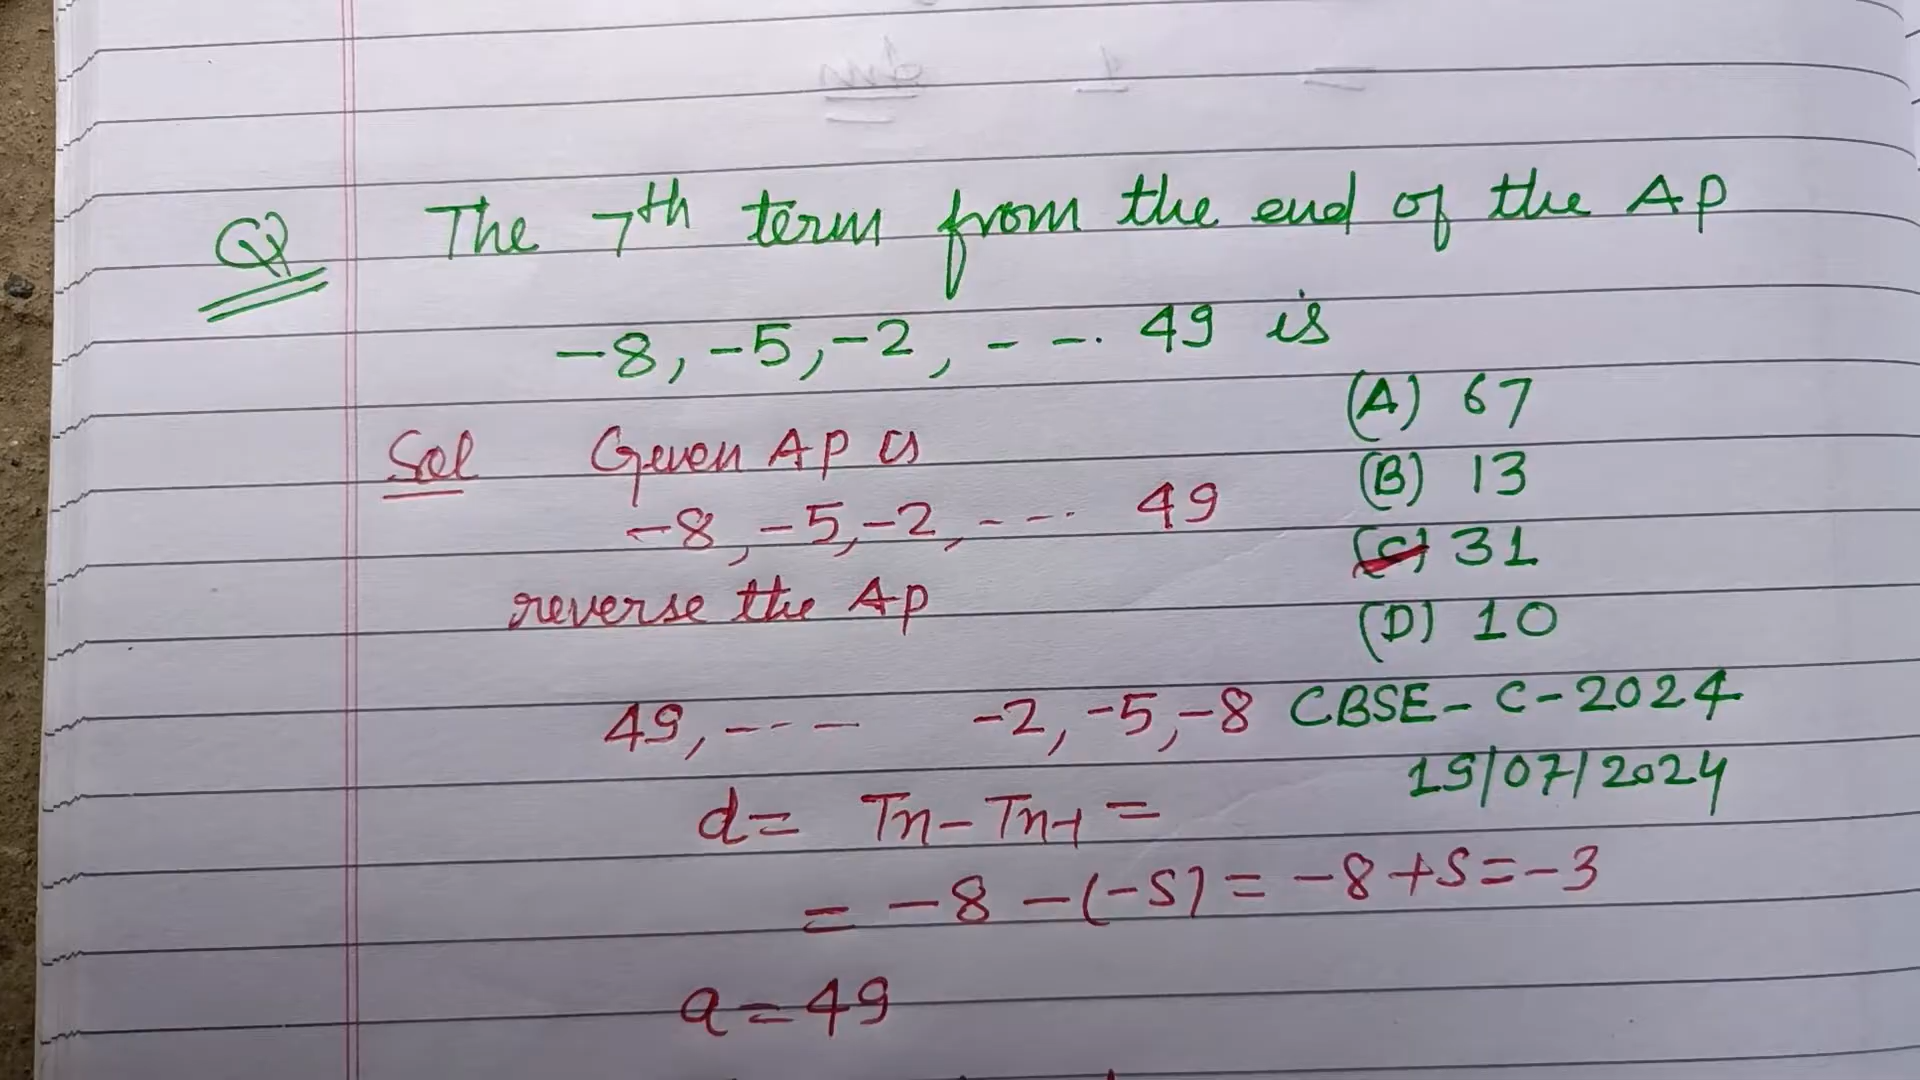 Q The 7th term from the end of the AP
-8, -5, -2, - -. 49 is
(A) 67
Sol Given AP is
(B) 13
-8, -5, -2, - - -- 49
(C) 31
reverse the AP
(D) 10
49, - - - - -2, -5, -8 CBSE - C - 2024
19/07/2024
d = Tn - Tn-1 =
= -8 - (-5) = -8 + 5 = -3
a = 49